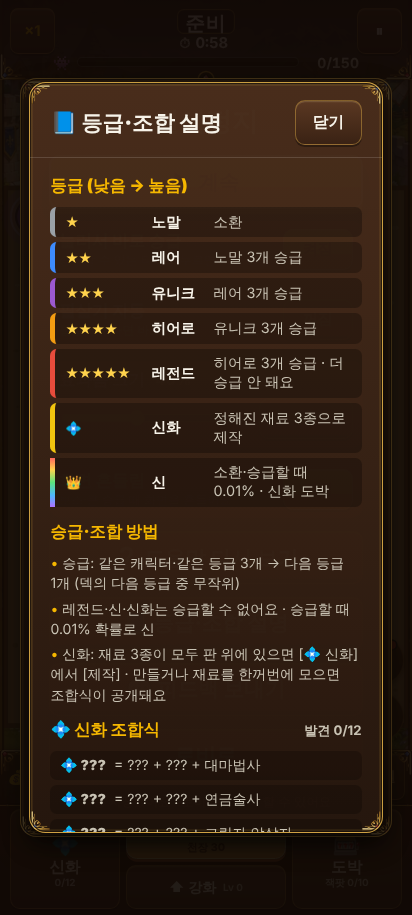 ×1
준비
⏱ 0:58
0/150
📘 등급·조합 설명
닫기
등급 (낮음 → 높음)
★ 노말 소환
★★ 레어 노말 3개 승급
★★★ 유니크 레어 3개 승급
★★★★ 히어로 유니크 3개 승급
★★★★★ 레전드 히어로 3개 승급 · 더
승급 안 돼요
💠 신화 정해진 재료 3종으로
제작
👑 신 소환·승급할 때
0.01% · 신화 도박
승급·조합 방법
• 승급: 같은 캐릭터·같은 등급 3개 → 다음 등급
1개 (덱의 다음 등급 중 무작위)
• 레전드·신·신화는 승급할 수 없어요 · 승급할 때
0.01% 확률로 신
• 신화: 재료 3종이 모두 판 위에 있으면 [💠 신화]
에서 [제작] · 만들거나 재료를 한꺼번에 모으면
조합식이 공개돼요
💠 신화 조합식
발견 0/12
💠 ??? = ??? + ??? + 대마법사
💠 ??? = ??? + ??? + 연금술사
💠 ??? = ??? + ??? + 그림자 암살자
신화
0/12
⬆ 강화 Lv 0
도박
0/10